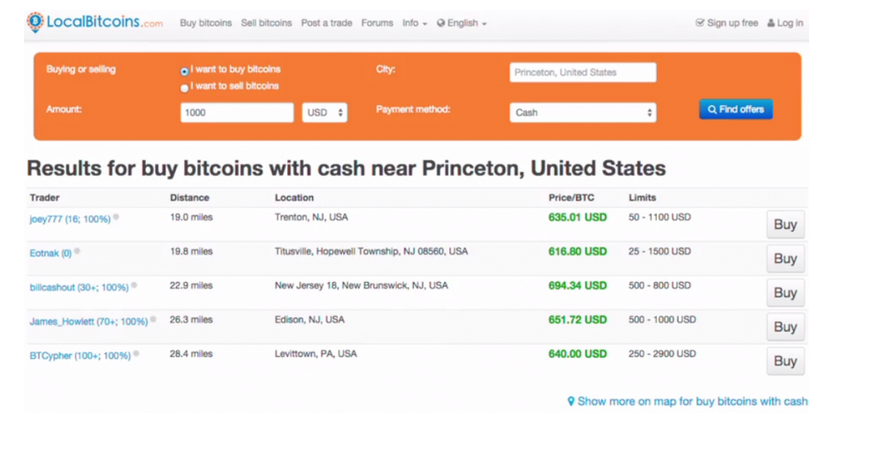 LocalBitcoins.com Buy bitcoins Sell bitcoins Post a trade Forums Info English Sign up free Log in
Buying or selling I want to buy bitcoins City: Princeton, United States
I want to sell bitcoins
Amount: 1000 USD Payment method: Cash Find offers
Results for buy bitcoins with cash near Princeton, United States
Trader Distance Location Price/BTC Limits
joey777 (16; 100%) 19.0 miles Trenton, NJ, USA 635.01 USD 50 - 1100 USD Buy
Eotnak (0) 19.8 miles Titusville, Hopewell Township, NJ 08560, USA 616.80 USD 25 - 1500 USD Buy
billcashout (30+; 100%) 22.9 miles New Jersey 18, New Brunswick, NJ, USA 694.34 USD 500 - 800 USD Buy
James_Howlett (70+; 100%) 26.3 miles Edison, NJ, USA 651.72 USD 500 - 1000 USD Buy
BTCypher (100+; 100%) 28.4 miles Levittown, PA, USA 640.00 USD 250 - 2900 USD Buy
Show more on map for buy bitcoins with cash